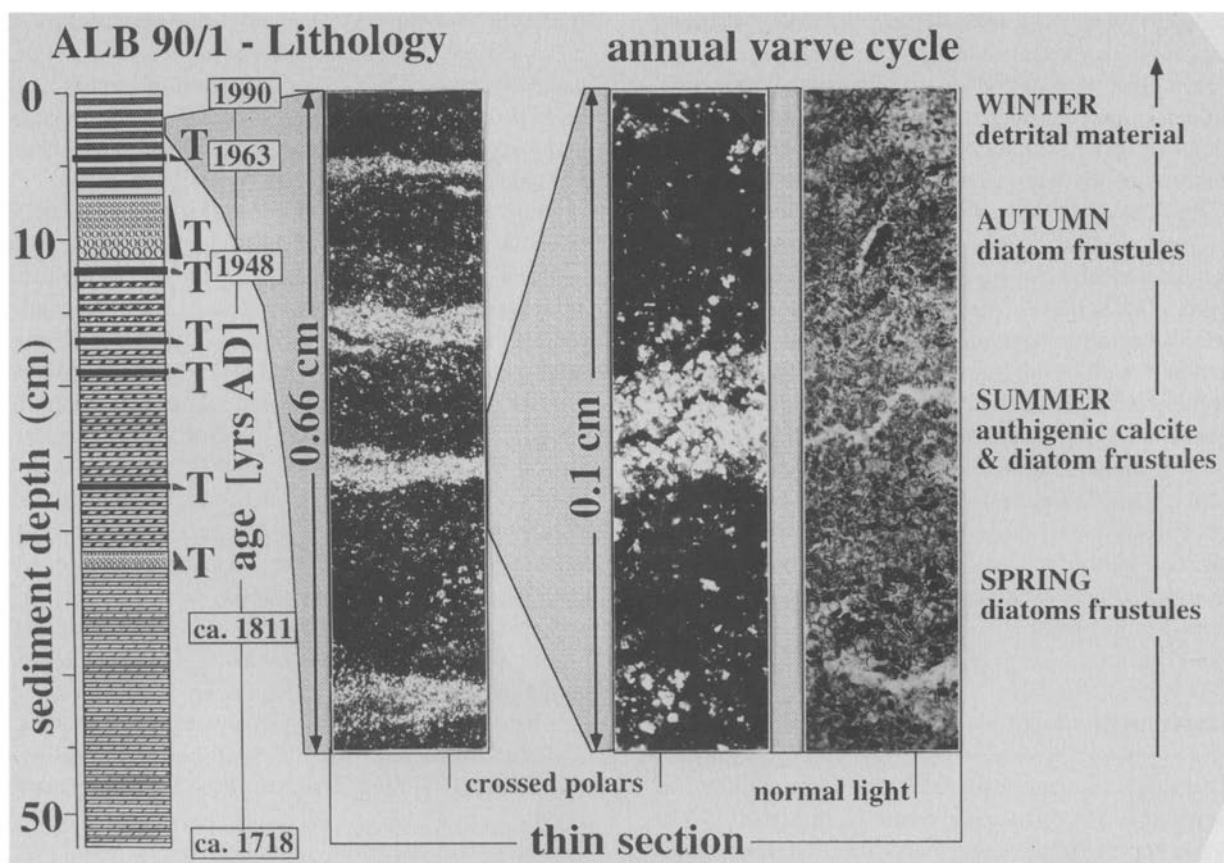 ALB 90/1 - Lithology
annual varve cycle
0
10
50
sediment depth (cm)
T
T
T
T
T
T
T
1990
1963
1948
ca. 1811
ca. 1718
age [yrs AD]
0.66 cm
0.1 cm
WINTER
detrital material
AUTUMN
diatom frustules
SUMMER
authigenic calcite
& diatom frustules
SPRING
diatoms frustules
crossed polars
normal light
thin section